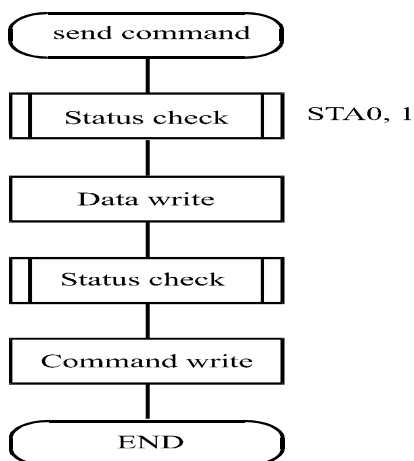 send command
Status check
STA0, 1
Data write
Status check
Command write
END